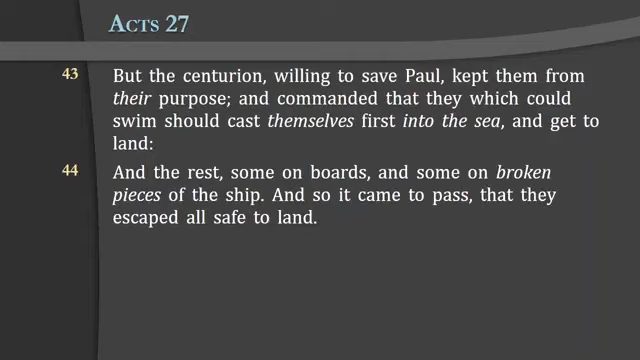 ACTS 27
43 But the centurion, willing to save Paul, kept them from
their purpose; and commanded that they which could
swim should cast themselves first into the sea, and get to
land:
44 And the rest, some on boards, and some on broken
pieces of the ship. And so it came to pass, that they
escaped all safe to land.